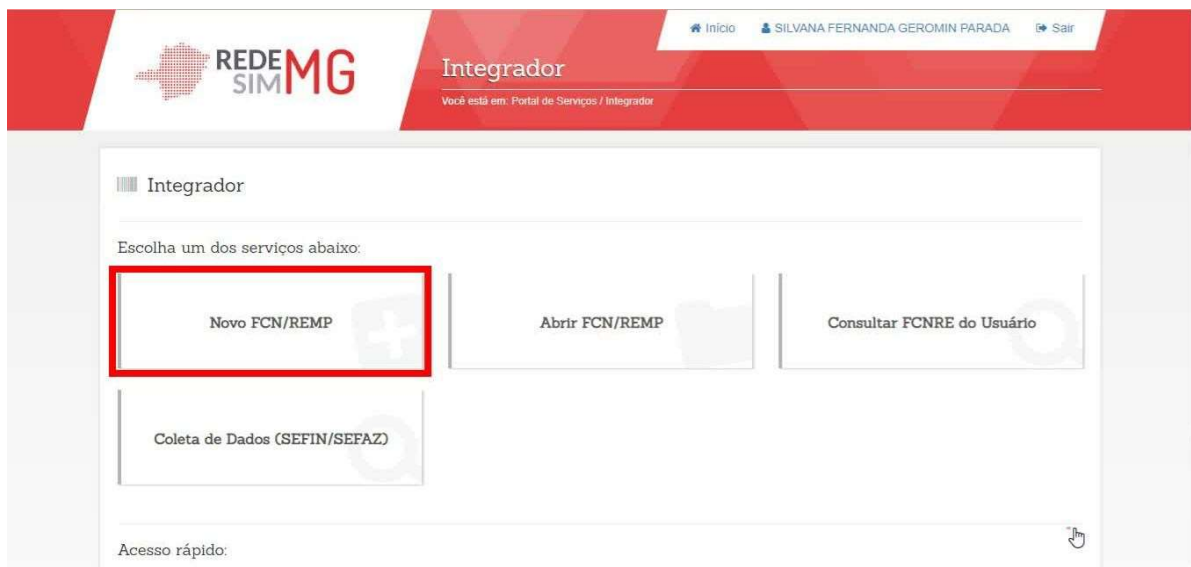 Início SILVANA FERNANDA GEROMIN PARADA Sair
REDE
SIM MG
Integrador
Você está em: Portal de Serviços / Integrador
Integrador
Escolha um dos serviços abaixo:
Novo FCN/REMP
Abrir FCN/REMP
Consultar FCNRE do Usuário
Coleta de Dados (SEFIN/SEFAZ)
Acesso rápido: